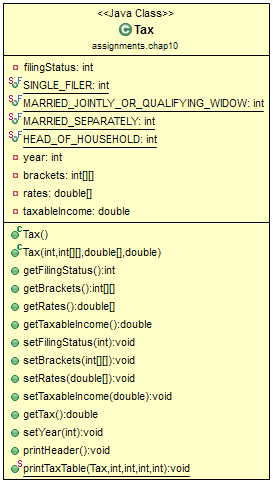 <<Java Class>>
Tax
assignments.chap10
filingStatus: int
SINGLE_FILER: int
MARRIED_JOINTLY_OR_QUALIFYING_WIDOW: int
MARRIED_SEPARATELY: int
HEAD_OF_HOUSEHOLD: int
year: int
brackets: int[][]
rates: double[]
taxableIncome: double
Tax()
Tax(int,int[][],double[],double)
getFilingStatus():int
getBrackets():int[][]
getRates():double[]
getTaxableIncome():double
setFilingStatus(int):void
setBrackets(int[][]):void
setRates(double[]):void
setTaxableIncome(double):void
getTax():double
setYear(int):void
printHeader():void
printTaxTable(Tax,int,int,int,int):void